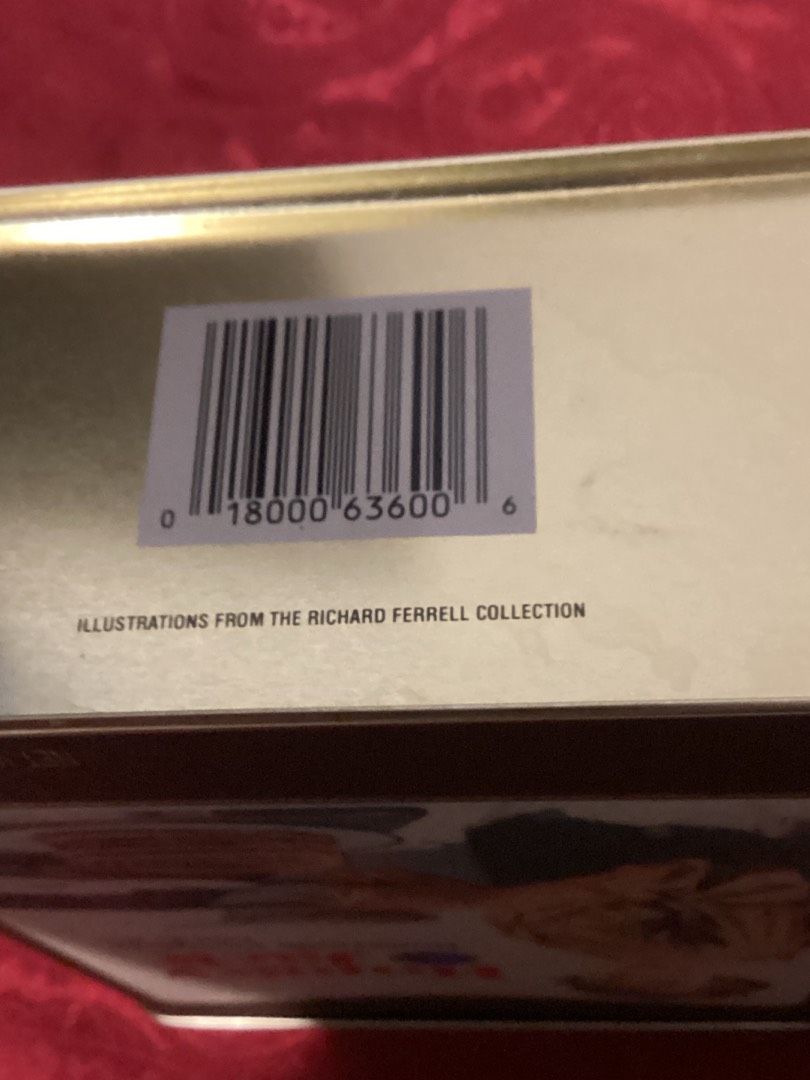 0 18000 63600 6
ILLUSTRATIONS FROM THE RICHARD FERRELL COLLECTION